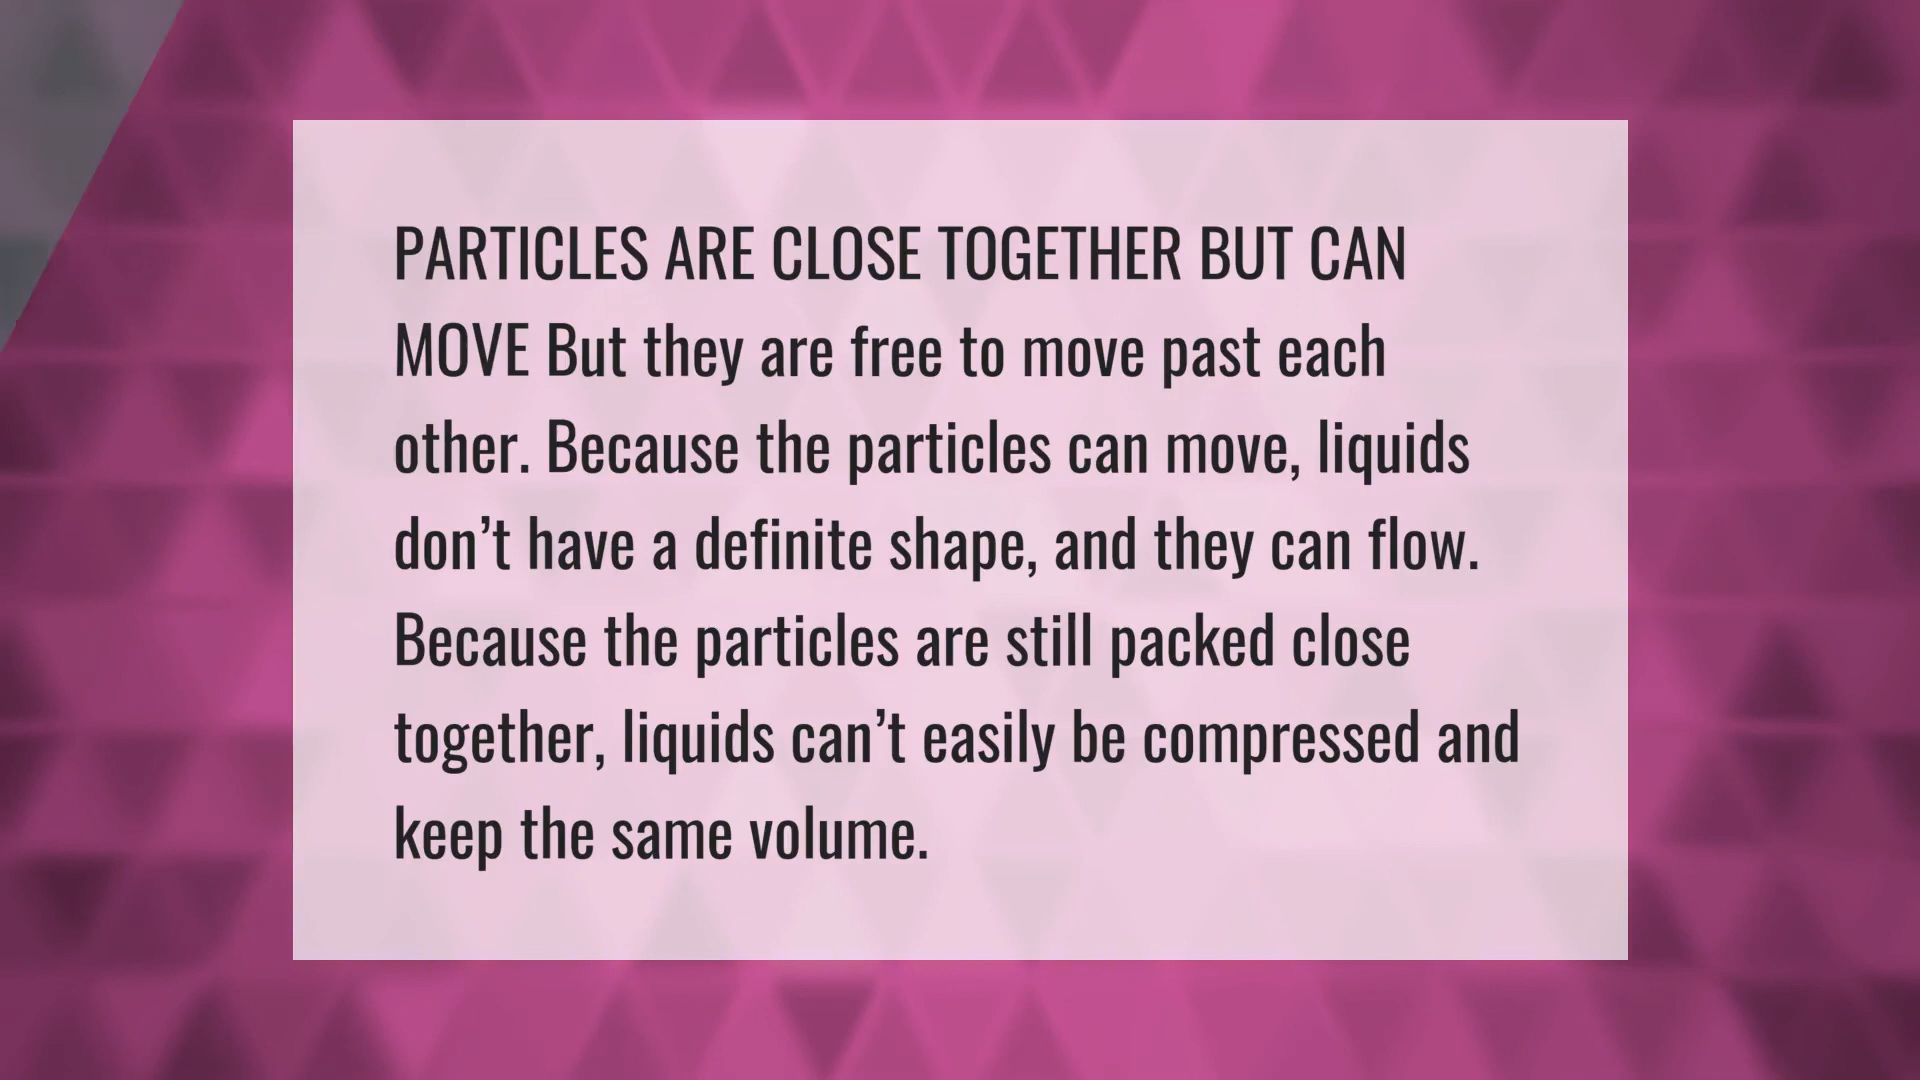 PARTICLES ARE CLOSE TOGETHER BUT CAN
MOVE But they are free to move past each
other. Because the particles can move, liquids
don’t have a definite shape, and they can flow.
Because the particles are still packed close
together, liquids can’t easily be compressed and
keep the same volume.